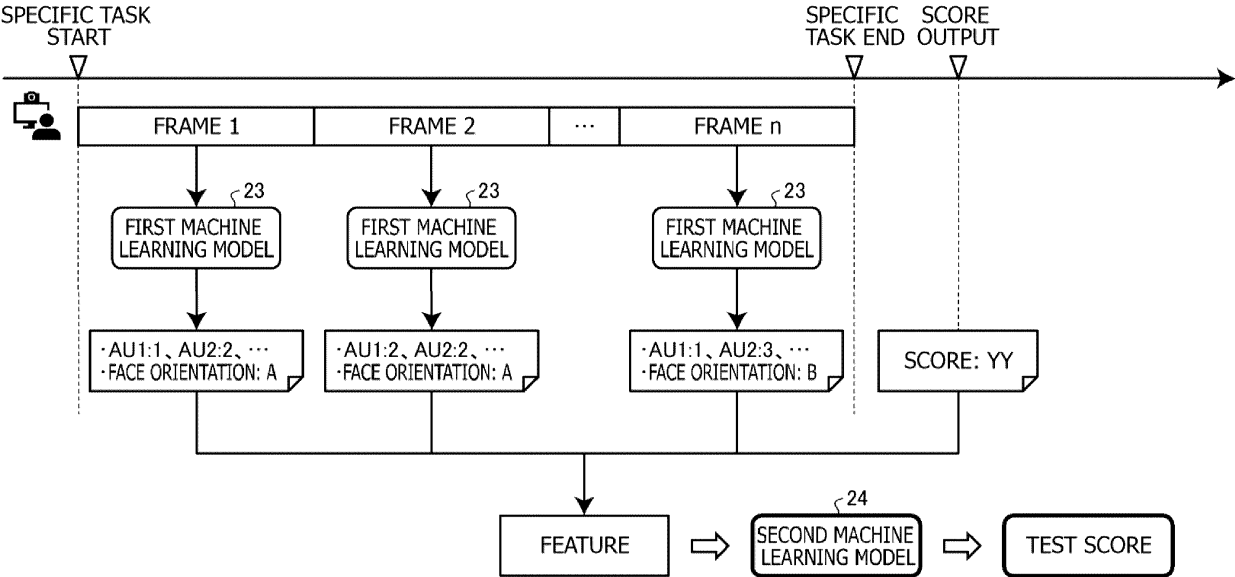 SPECIFIC TASK
START
SPECIFIC
TASK END
SCORE
OUTPUT
FRAME 1
FRAME 2
⋯
FRAME n
23
23
23
FIRST MACHINE
LEARNING MODEL
FIRST MACHINE
LEARNING MODEL
FIRST MACHINE
LEARNING MODEL
・AU1:1、AU2:2、⋯
・FACE ORIENTATION: A
・AU1:2、AU2:2、⋯
・FACE ORIENTATION: A
・AU1:1、AU2:3、⋯
・FACE ORIENTATION: B
SCORE: YY
24
FEATURE
SECOND MACHINE
LEARNING MODEL
TEST SCORE